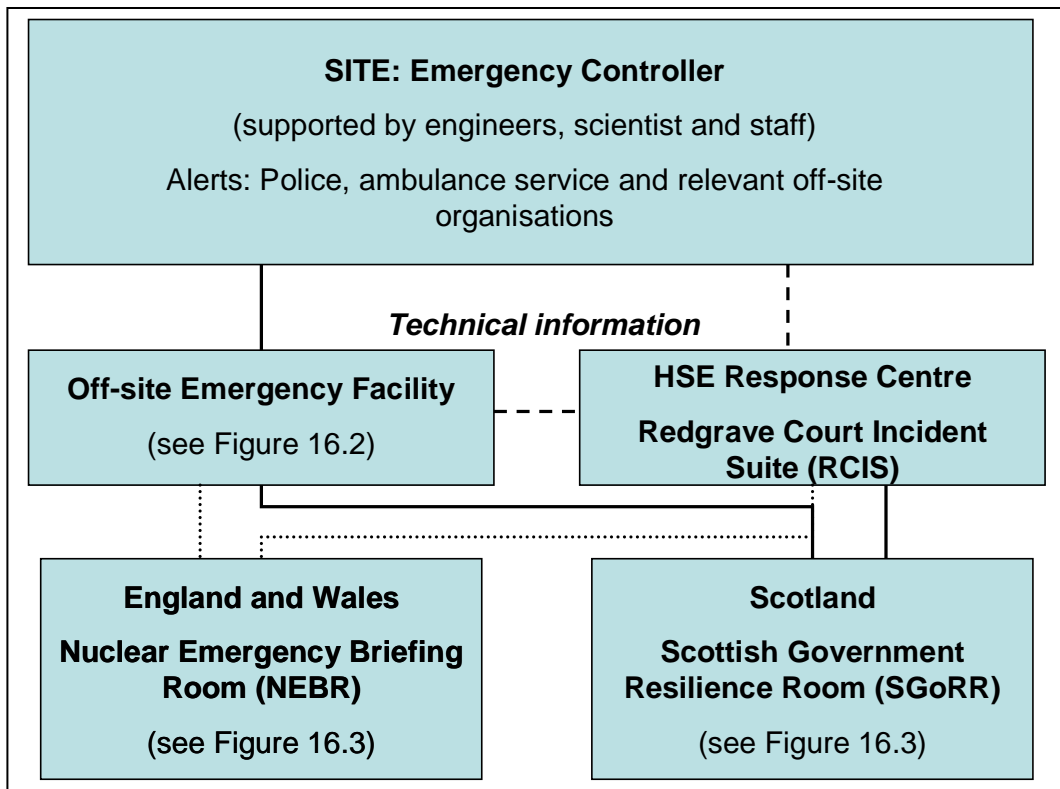 SITE: Emergency Controller
(supported by engineers, scientist and staff)
Alerts: Police, ambulance service and relevant off-site
organisations
Technical information
Off-site Emergency Facility
(see Figure 16.2)
HSE Response Centre
Redgrave Court Incident
Suite (RCIS)
England and Wales
Nuclear Emergency Briefing
Room (NEBR)
(see Figure 16.3)
Scotland
Scottish Government
Resilience Room (SGoRR)
(see Figure 16.3)